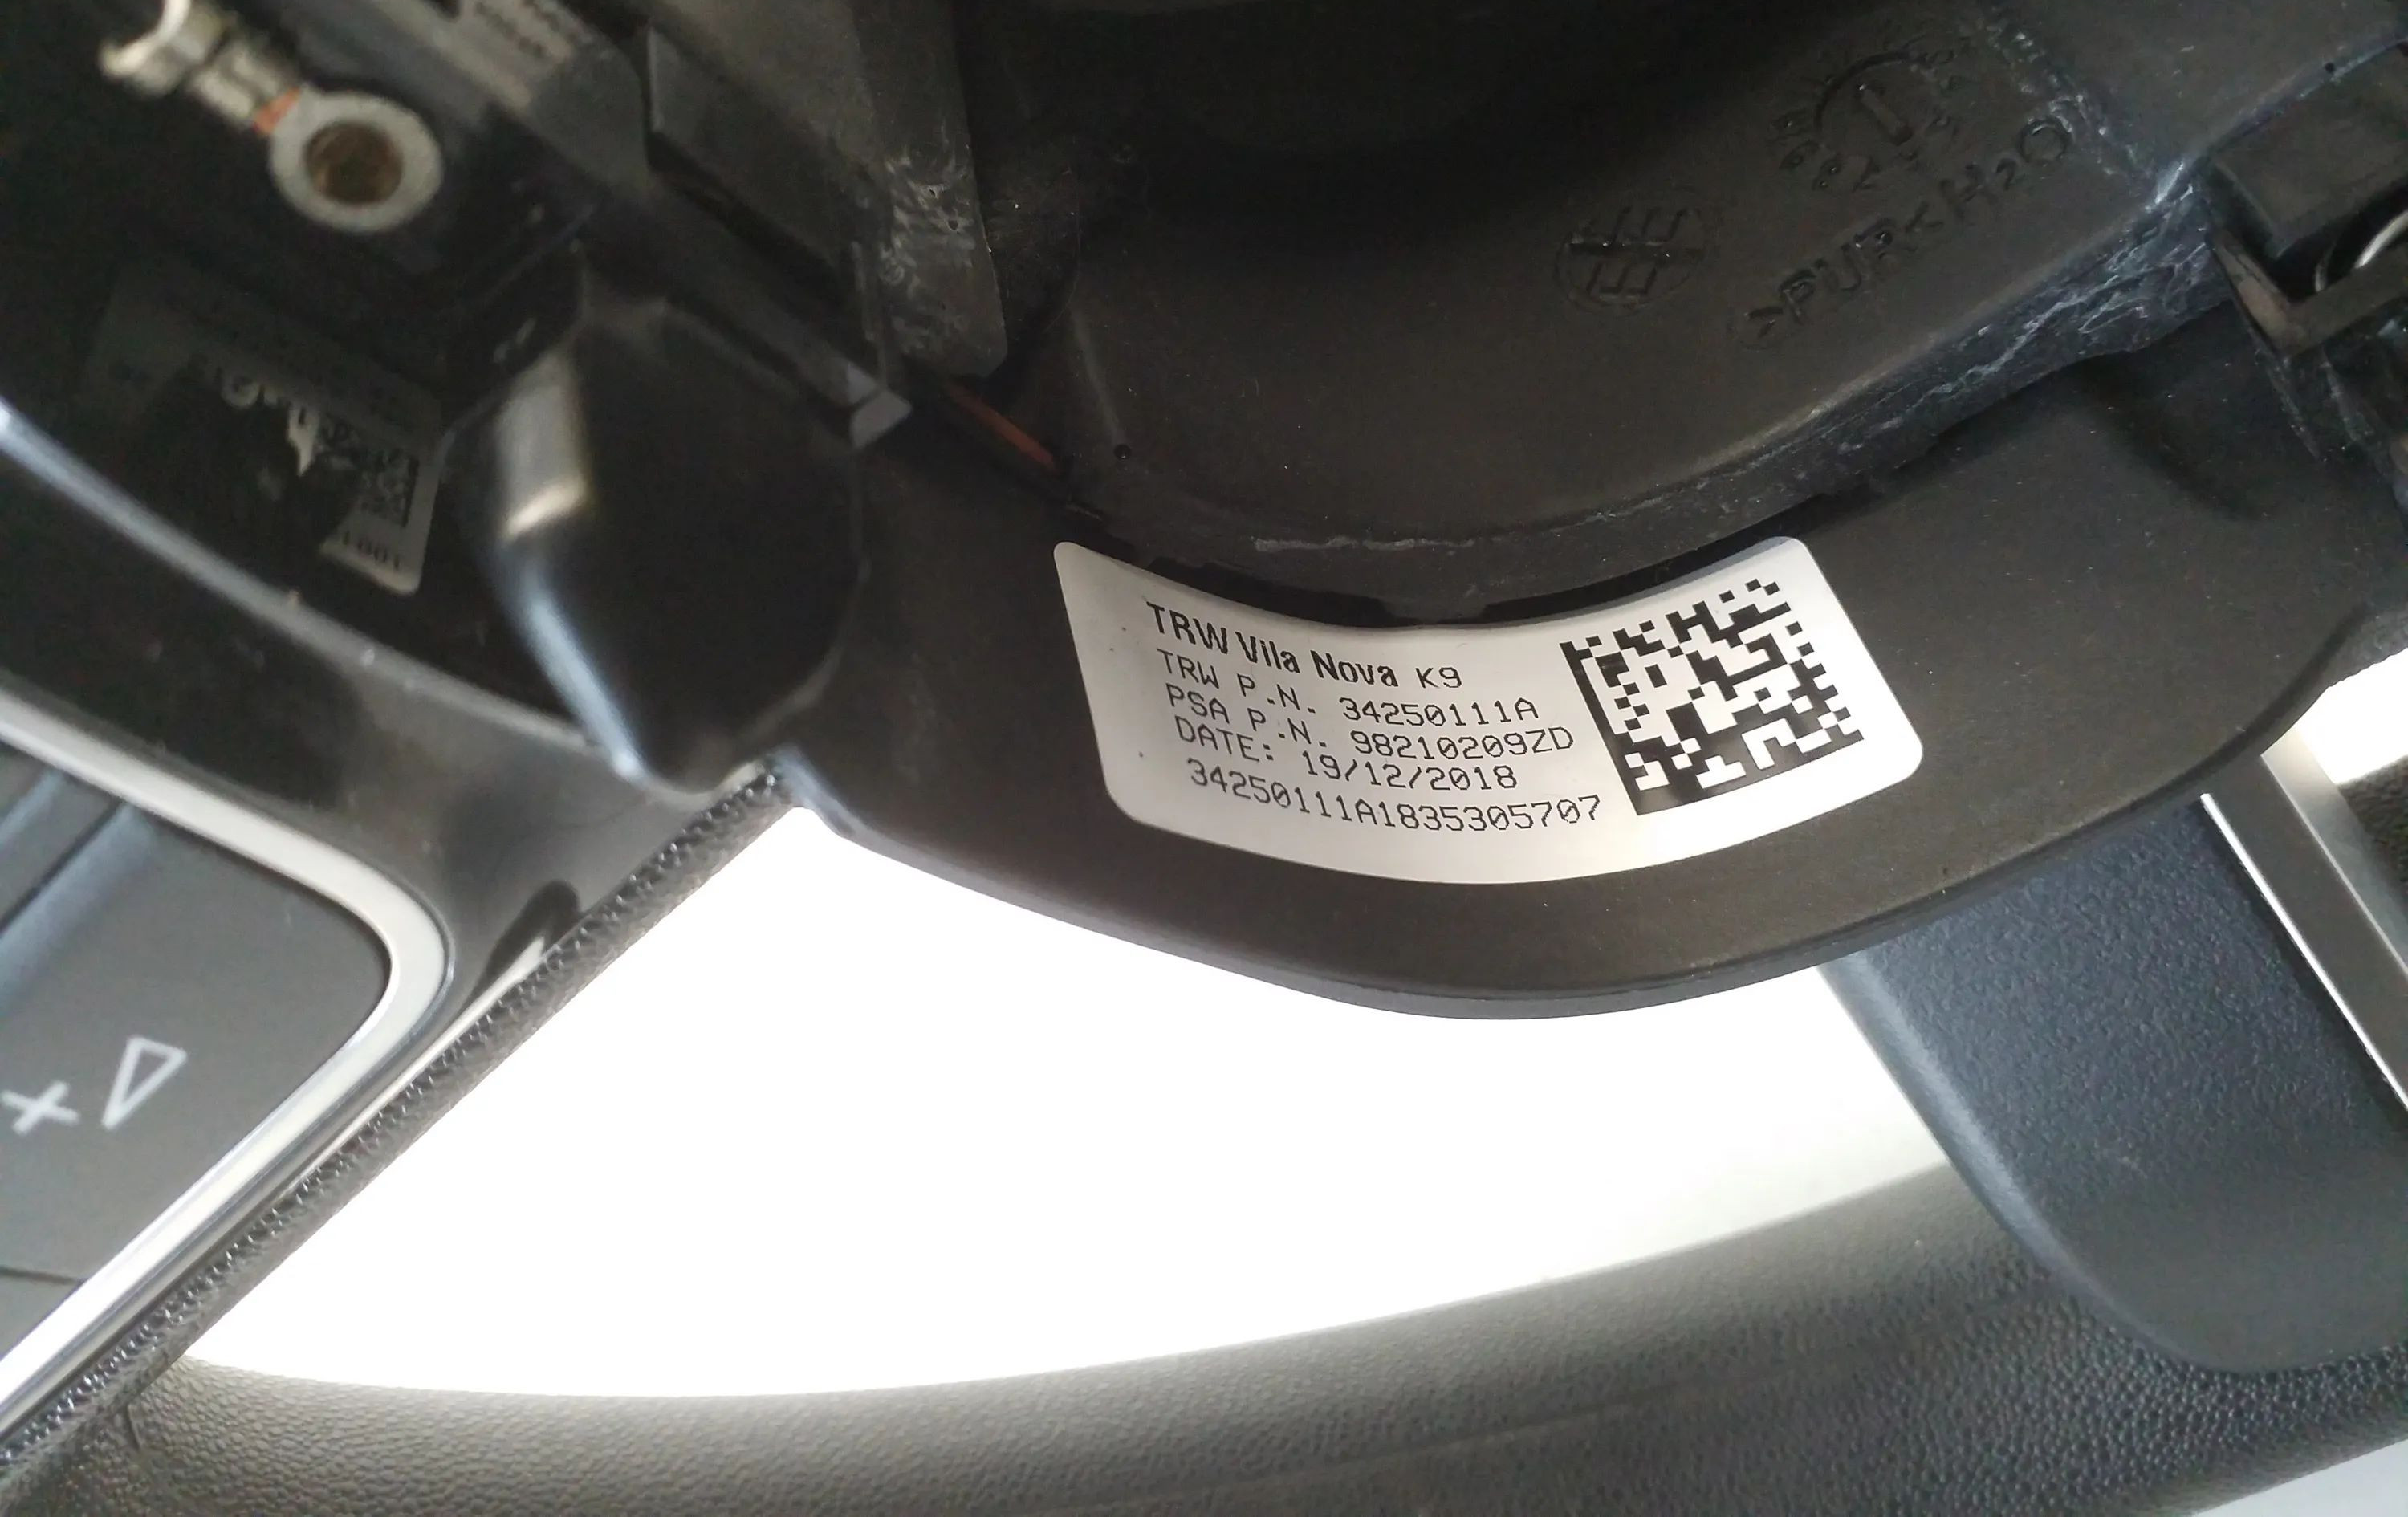 >PUR< H2O
TRW Vila Nova K9
TRW P.N. 34250111A
PSA P.N. 98210209ZD
DATE: 19/12/2018
34250111A1835305707
+